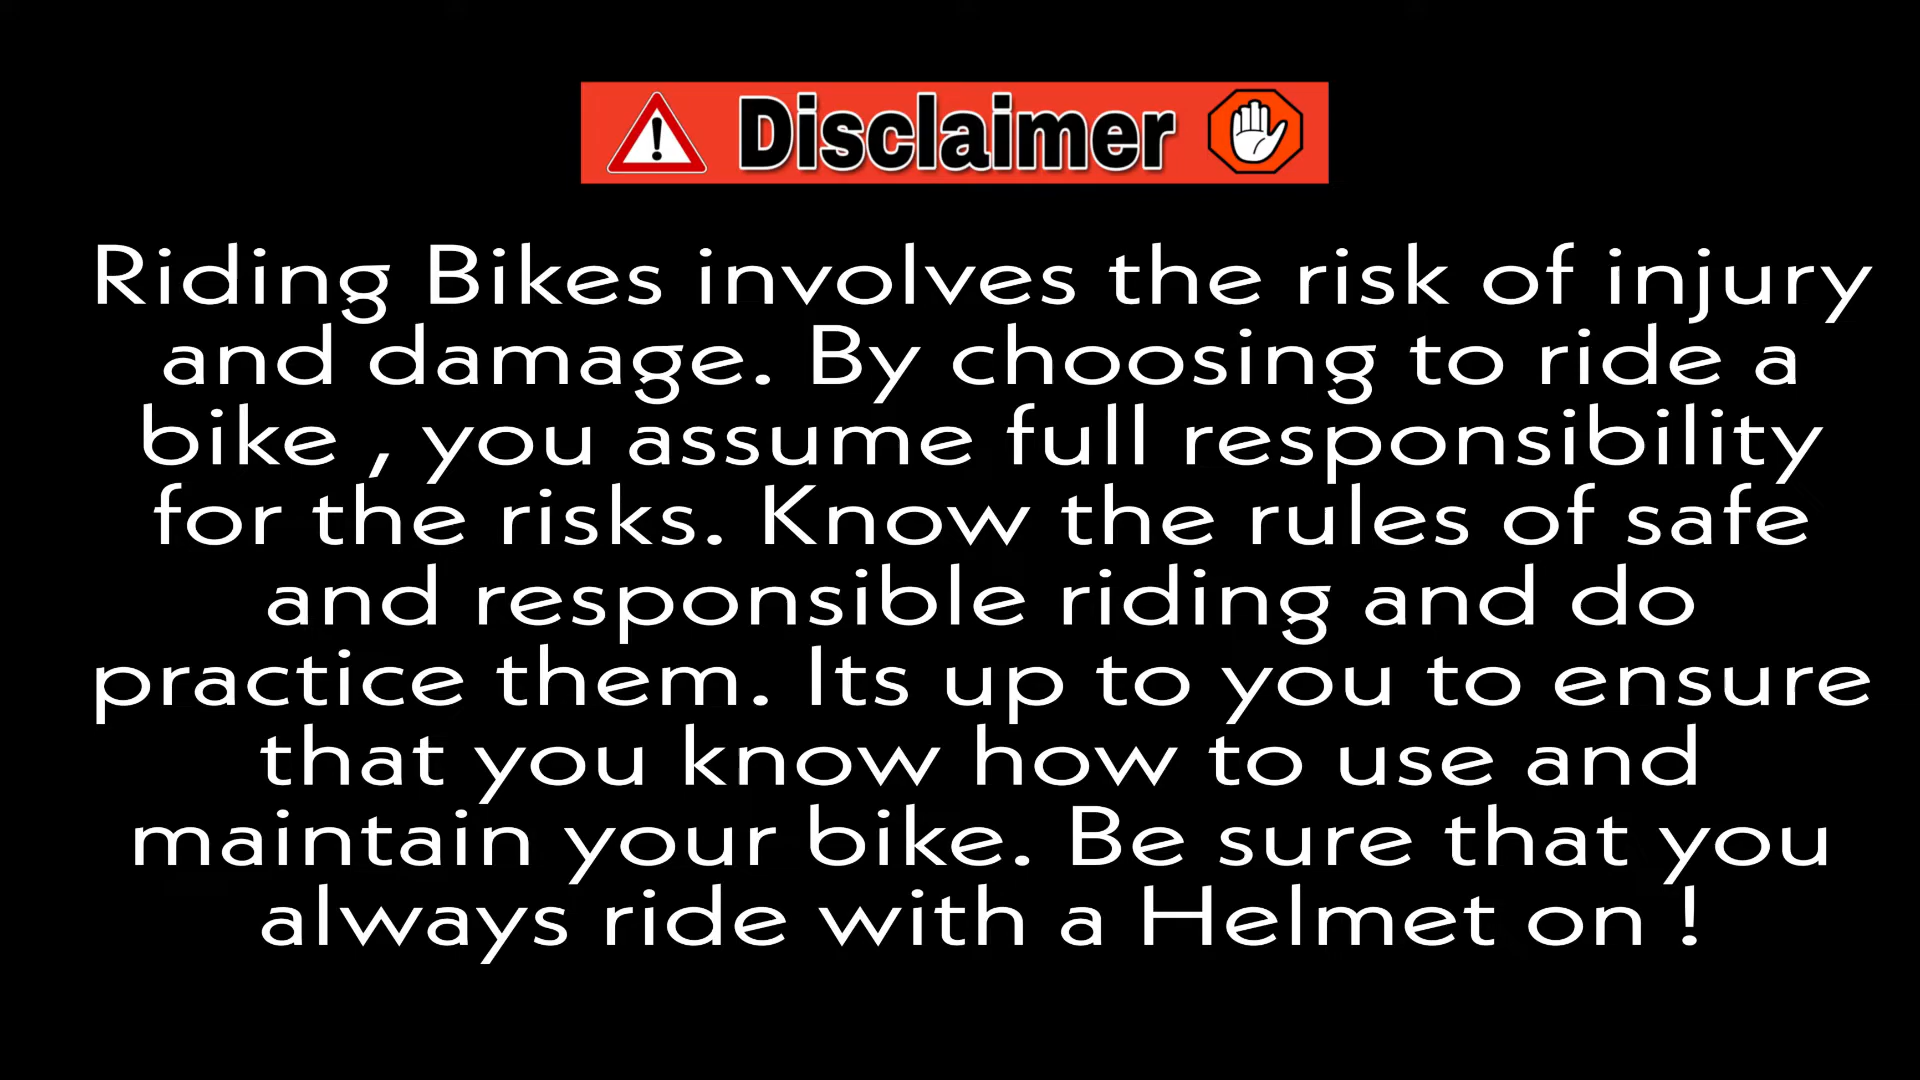 Disclaimer
Riding Bikes involves the risk of injury
and damage. By choosing to ride a
bike , you assume full responsibility
for the risks. Know the rules of safe
and responsible riding and do
practice them. Its up to you to ensure
that you know how to use and
maintain your bike. Be sure that you
always ride with a Helmet on !